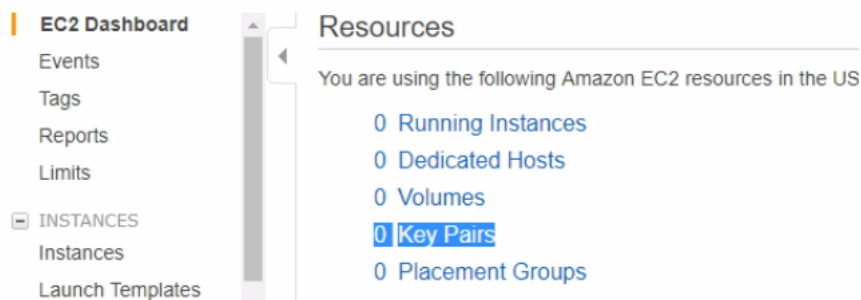 EC2 Dashboard
Events
Tags
Reports
Limits
INSTANCES
Instances
Launch Templates
Resources
You are using the following Amazon EC2 resources in the US
0 Running Instances
0 Dedicated Hosts
0 Volumes
0 Key Pairs
0 Placement Groups